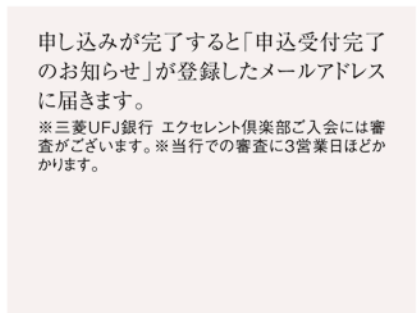 申し込みが完了すると「申込受付完了
のお知らせ」が登録したメールアドレス
に届きます。
※三菱UFJ銀行 エクセレント倶楽部ご入会には審
査がございます。※当行での審査に3営業日ほどか
かります。